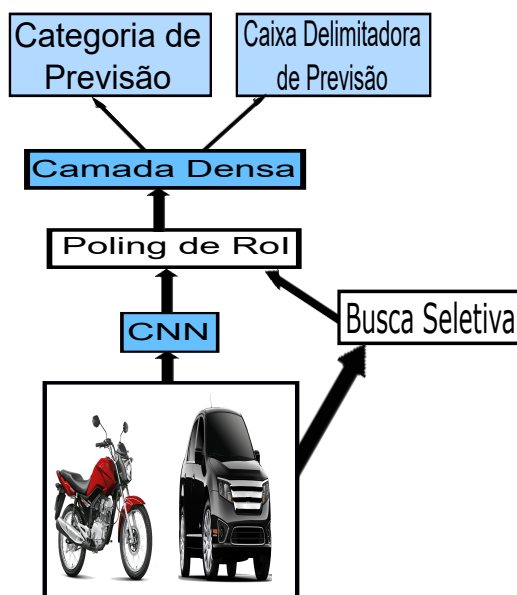 Categoria de
Previsão
Caixa Delimitadora
de Previsão
Camada Densa
Poling de RoI
Busca Seletiva
CNN